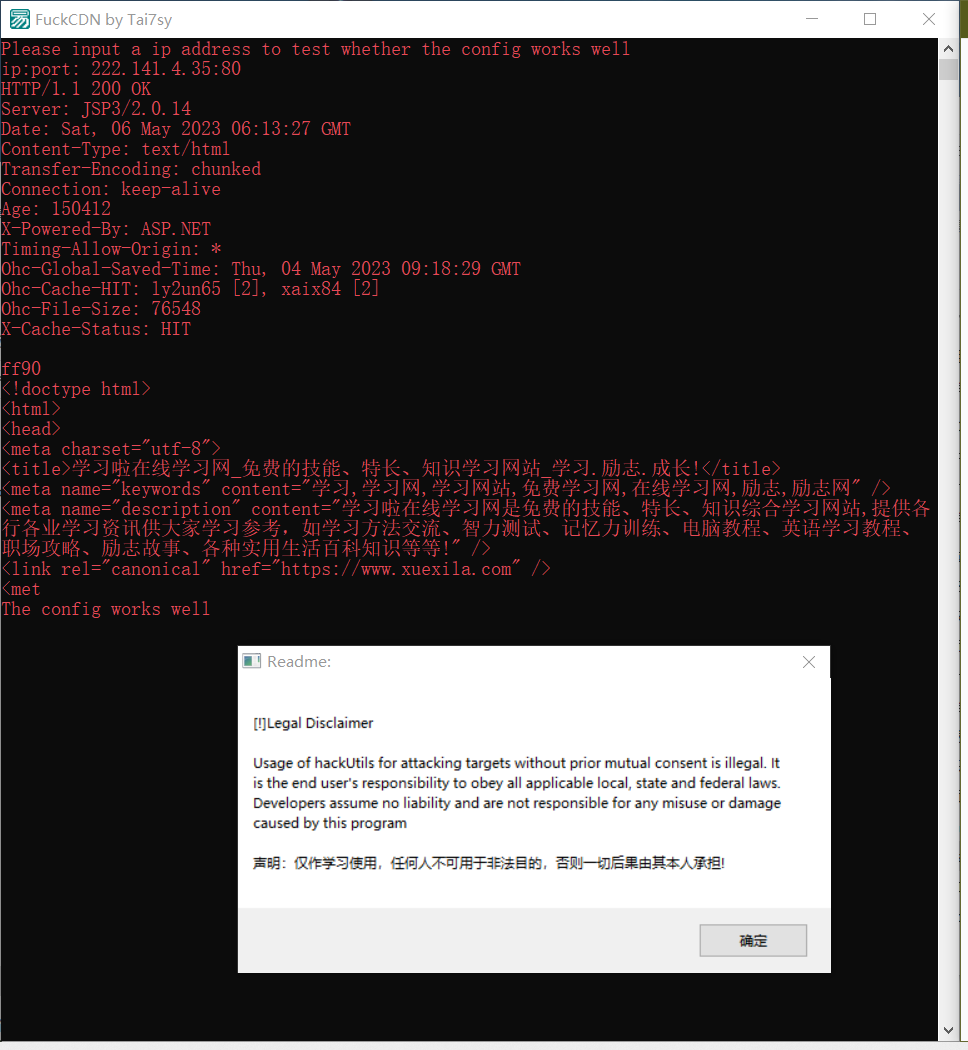 FuckCDN by Tai7sy
Please input a ip address to test whether the config works well
ip:port: 222.141.4.35:80
HTTP/1.1 200 OK
Server: JSP3/2.0.14
Date: Sat, 06 May 2023 06:13:27 GMT
Content-Type: text/html
Transfer-Encoding: chunked
Connection: keep-alive
Age: 150412
X-Powered-By: ASP.NET
Timing-Allow-Origin: *
Ohc-Global-Saved-Time: Thu, 04 May 2023 09:18:29 GMT
Ohc-Cache-HIT: ly2un65 [2], xaix84 [2]
Ohc-File-Size: 76548
X-Cache-Status: HIT
ff90
<!doctype html>
<html>
<head>
<meta charset="utf-8">
<title>学习啦在线学习网_免费的技能、特长、知识学习网站_学习.励志.成长!</title>
<meta name="keywords" content="学习,学习网,学习网站,免费学习网,在线学习网,励志,励志网" />
<meta name="description" content="学习啦在线学习网是免费的技能、特长、知识综合学习网站,提供各
行各业学习资讯供大家学习参考，如学习方法交流、智力测试、记忆力训练、电脑教程、英语学习教程、
职场攻略、励志故事、各种实用生活百科知识等等!" />
<link rel="canonical" href="https://www.xuexila.com" />
<met
The config works well
Readme:
[!]Legal Disclaimer
Usage of hackUtils for attacking targets without prior mutual consent is illegal. It
is the end user's responsibility to obey all applicable local, state and federal laws.
Developers assume no liability and are not responsible for any misuse or damage
caused by this program
声明：仅作学习使用，任何人不可用于非法目的，否则一切后果由其本人承担!
确定